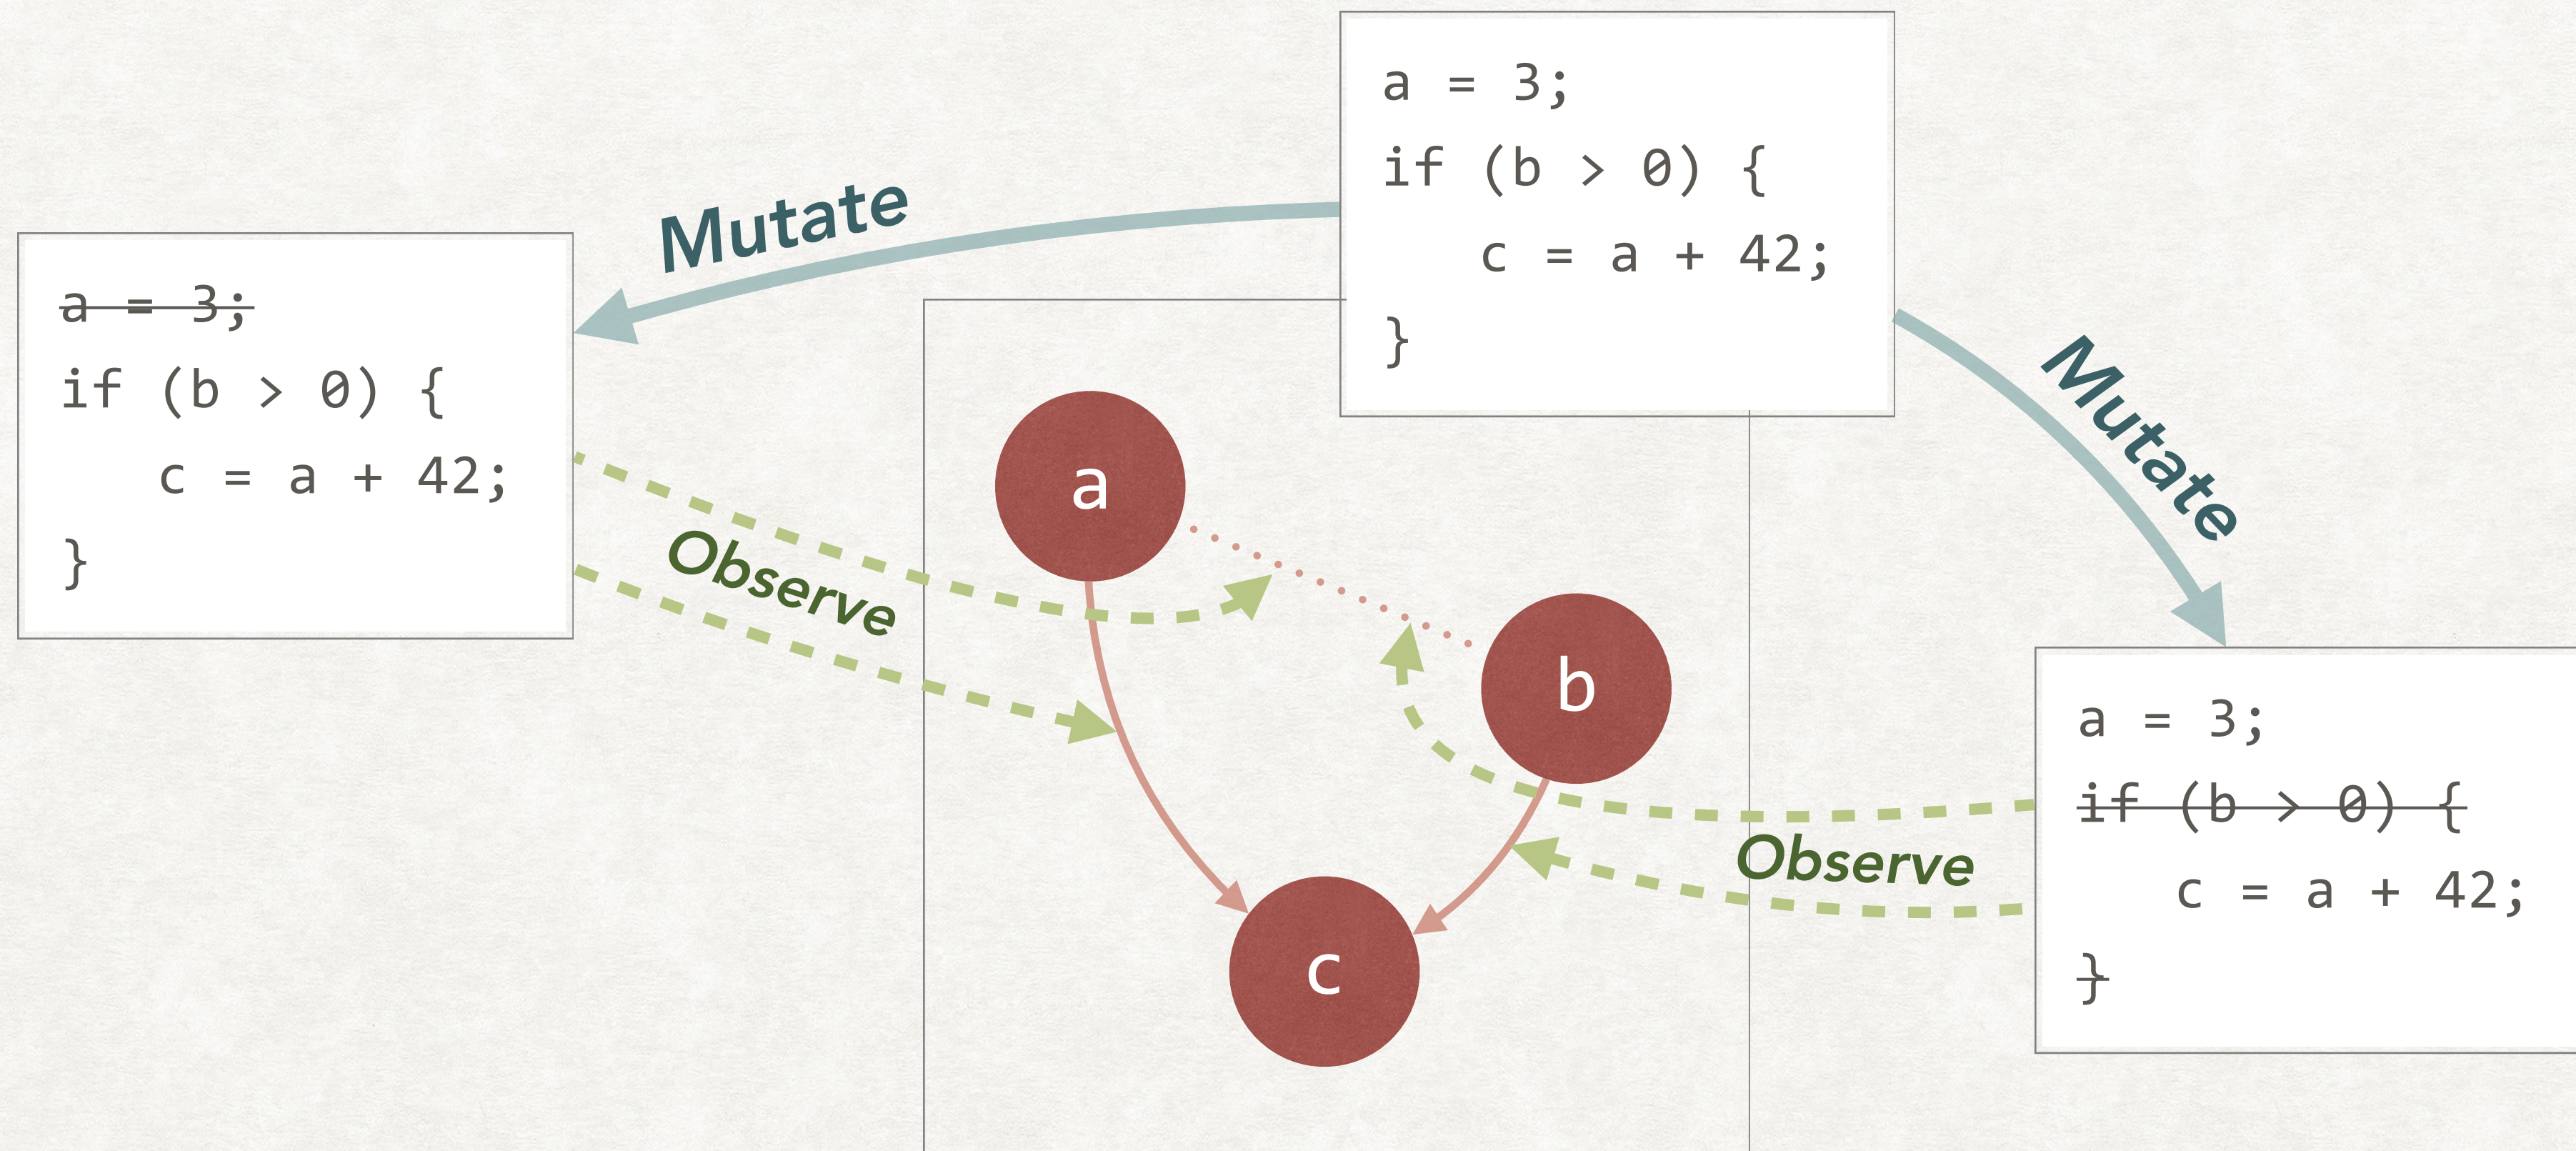 a = 3;
if (b > 0) {
   c = a + 42;
}
Mutate
Mutate
a = 3;
if (b > 0) {
   c = a + 42;
}
Observe
a
b
c
Observe
a = 3;
if (b > 0) {
   c = a + 42;
}